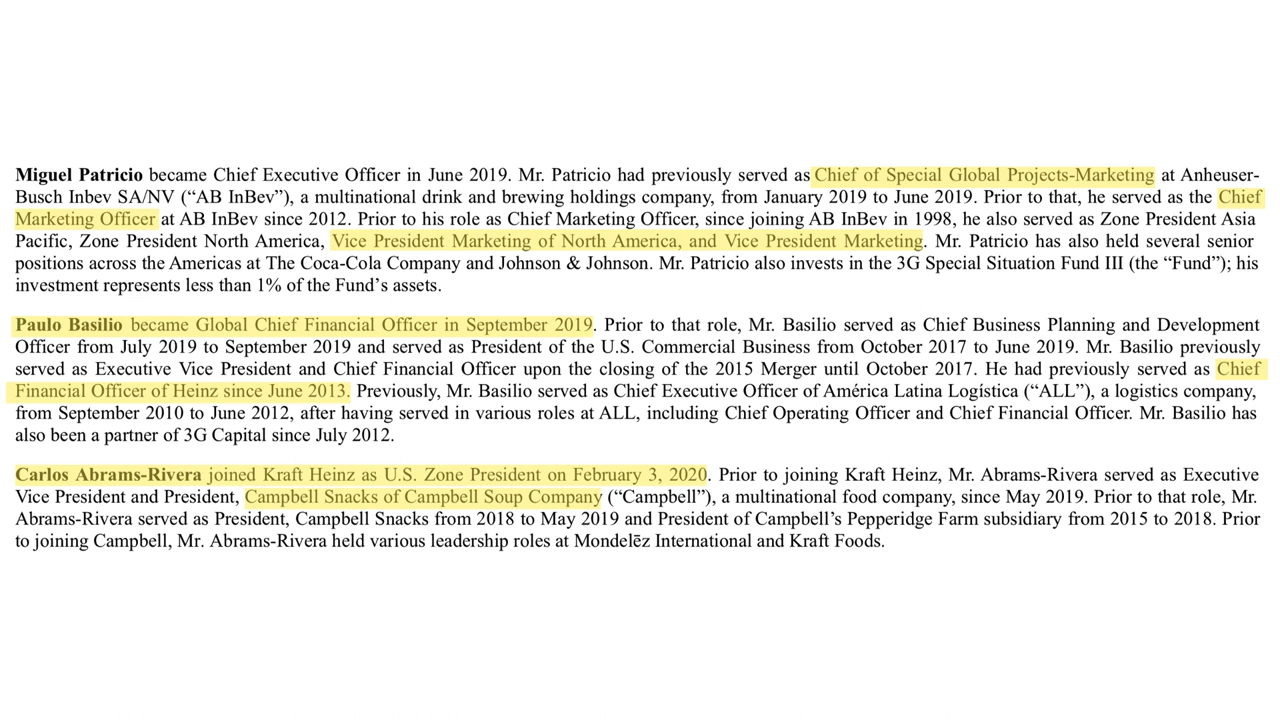 Miguel Patricio became Chief Executive Officer in June 2019. Mr. Patricio had previously served as Chief of Special Global Projects-Marketing at Anheuser-
Busch Inbev SA/NV (“AB InBev”), a multinational drink and brewing holdings company, from January 2019 to June 2019. Prior to that, he served as the Chief
Marketing Officer at AB InBev since 2012. Prior to his role as Chief Marketing Officer, since joining AB InBev in 1998, he also served as Zone President Asia
Pacific, Zone President North America, Vice President Marketing of North America, and Vice President Marketing. Mr. Patricio has also held several senior
positions across the Americas at The Coca-Cola Company and Johnson & Johnson. Mr. Patricio also invests in the 3G Special Situation Fund III (the “Fund”); his
investment represents less than 1% of the Fund’s assets.
Paulo Basilio became Global Chief Financial Officer in September 2019. Prior to that role, Mr. Basilio served as Chief Business Planning and Development
Officer from July 2019 to September 2019 and served as President of the U.S. Commercial Business from October 2017 to June 2019. Mr. Basilio previously
served as Executive Vice President and Chief Financial Officer upon the closing of the 2015 Merger until October 2017. He had previously served as Chief
Financial Officer of Heinz since June 2013. Previously, Mr. Basilio served as Chief Executive Officer of América Latina Logística (“ALL”), a logistics company,
from September 2010 to June 2012, after having served in various roles at ALL, including Chief Operating Officer and Chief Financial Officer. Mr. Basilio has
also been a partner of 3G Capital since July 2012.
Carlos Abrams-Rivera joined Kraft Heinz as U.S. Zone President on February 3, 2020. Prior to joining Kraft Heinz, Mr. Abrams-Rivera served as Executive
Vice President and President, Campbell Snacks of Campbell Soup Company (“Campbell”), a multinational food company, since May 2019. Prior to that role, Mr.
Abrams-Rivera served as President, Campbell Snacks from 2018 to May 2019 and President of Campbell’s Pepperidge Farm subsidiary from 2015 to 2018. Prior
to joining Campbell, Mr. Abrams-Rivera held various leadership roles at Mondelēz International and Kraft Foods.